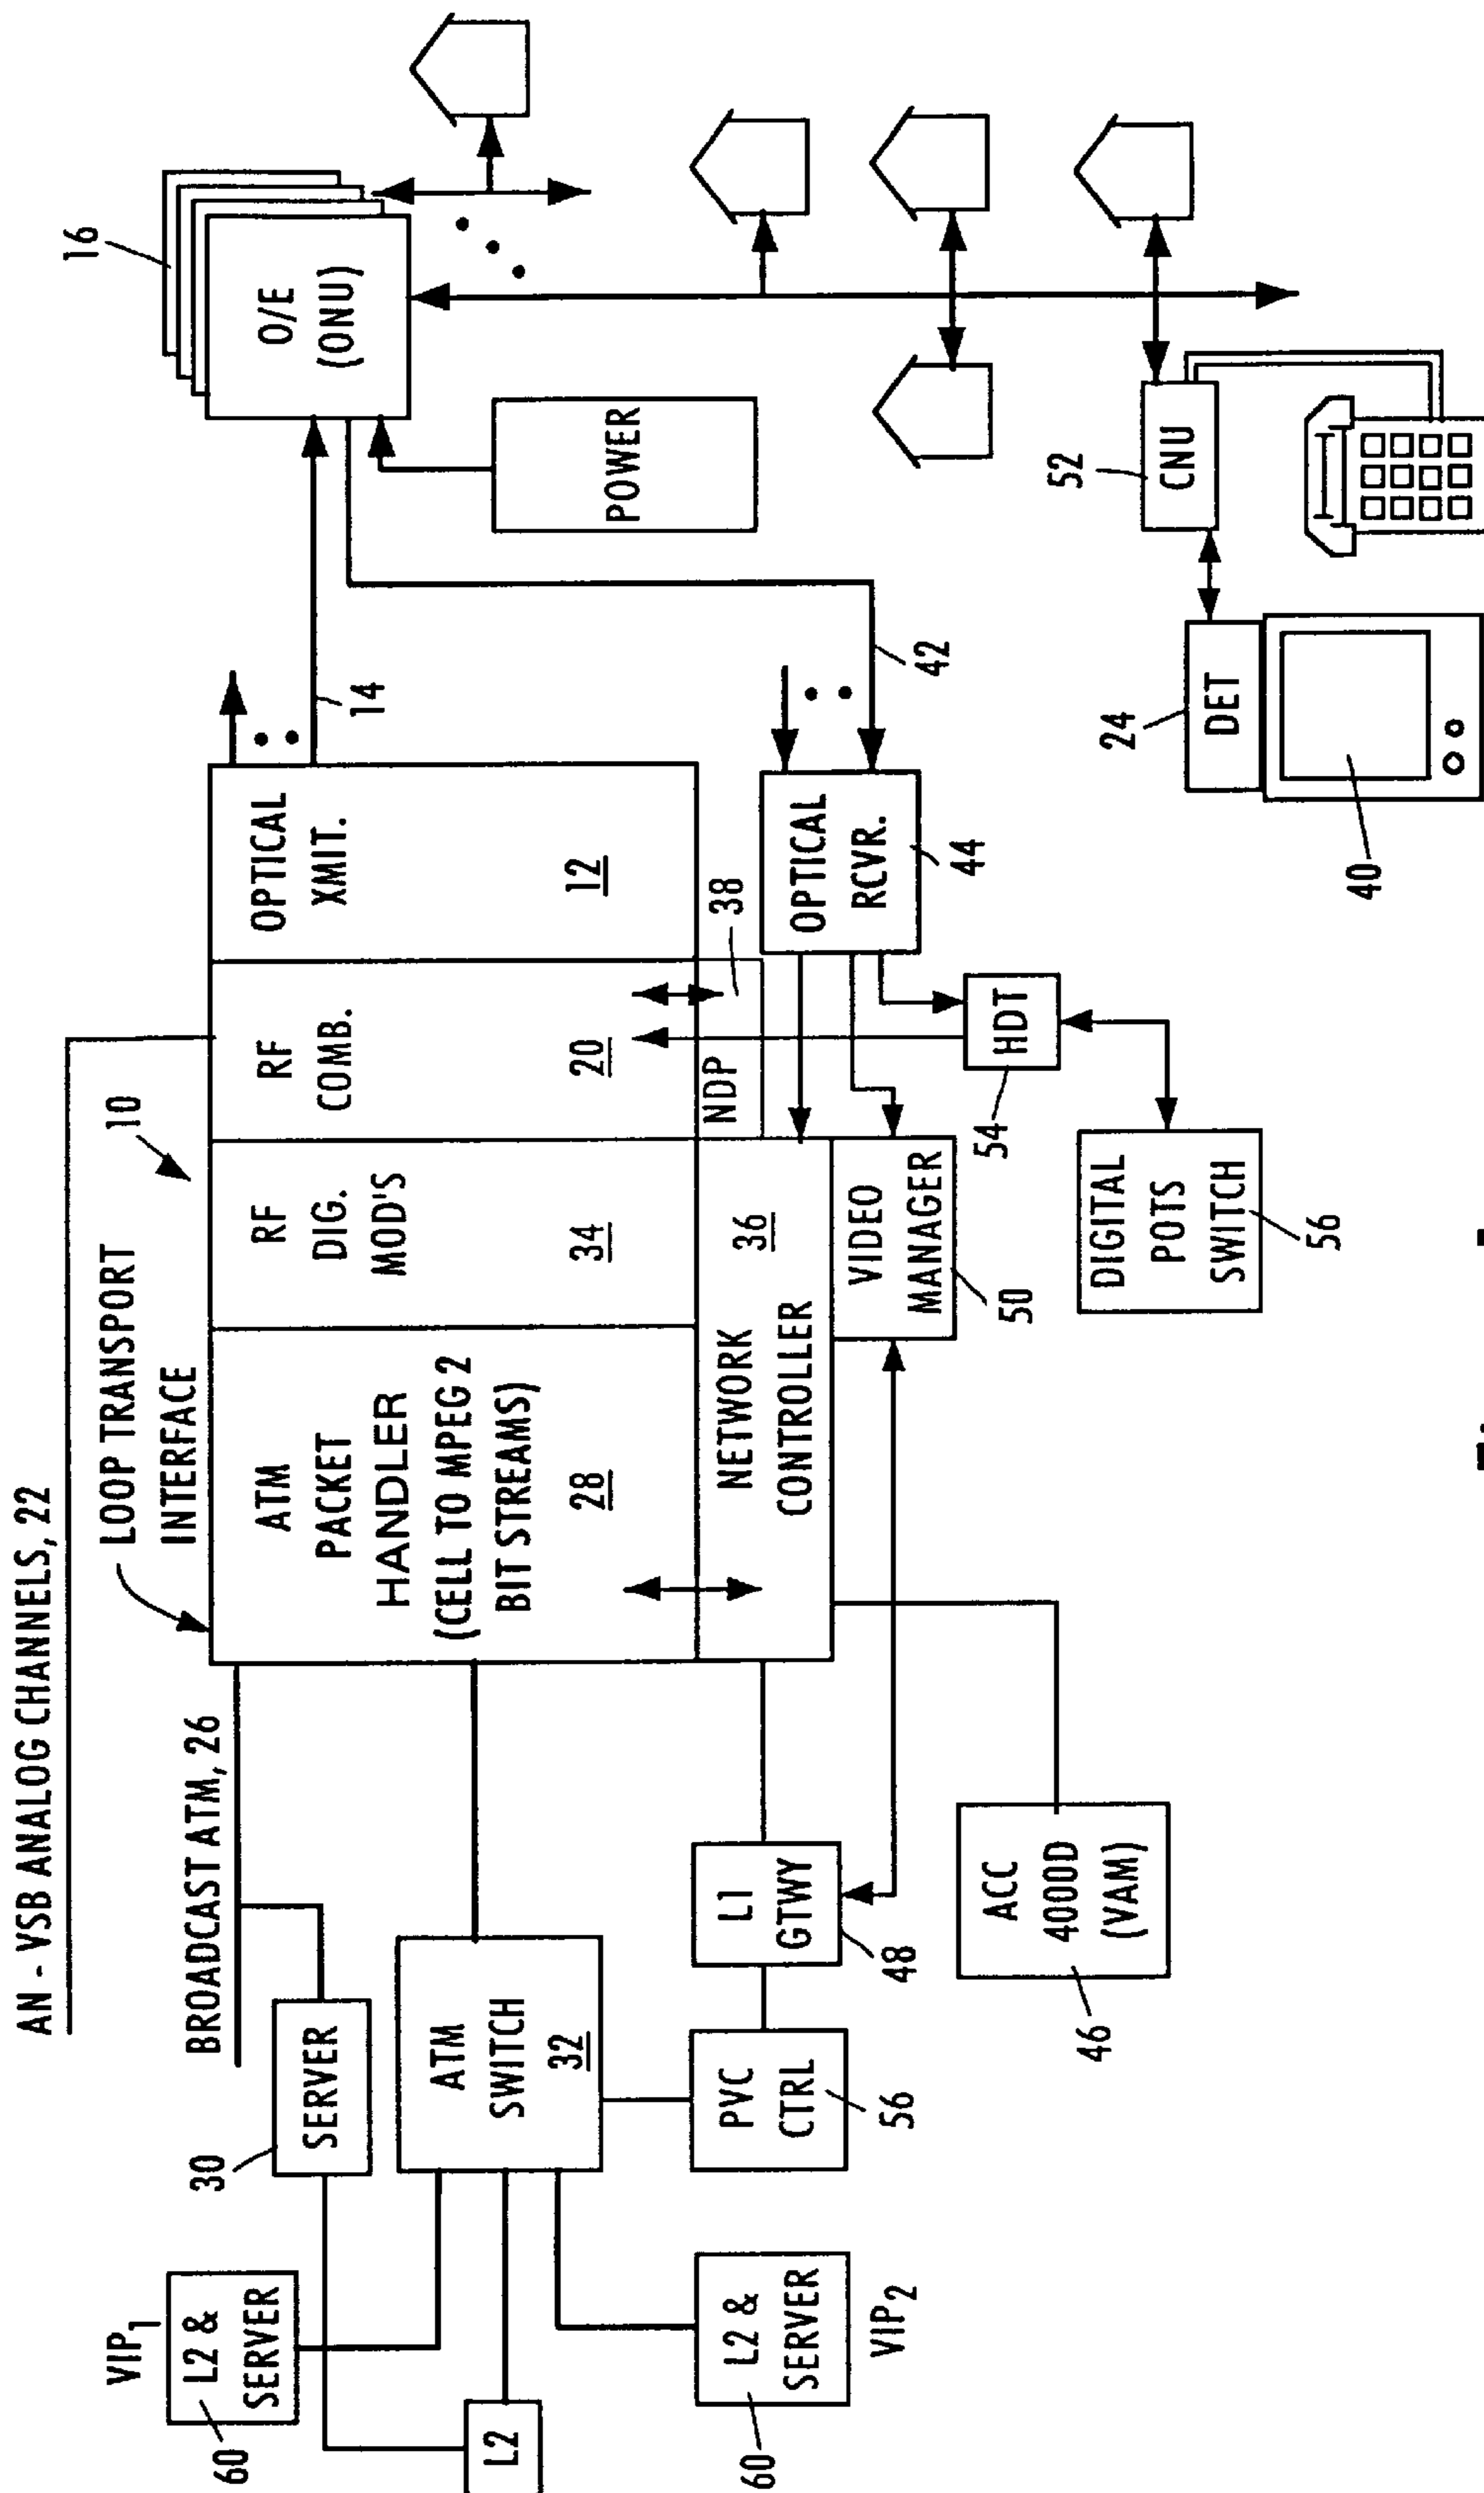 AN - VSB ANALOG CHANNELS, 22
LOOP TRANSPORT
INTERFACE
10
BROADCAST ATM, 26
VIP1
L2 &
SERVER
60
30
SERVER
L2
ATM
SWITCH
32
L2 &
SERVER
60
VIP2
PVC
CTRL
56
L1
GTWY
48
ACC
4000D
(VAM)
46
ATM
PACKET
HANDLER
(CELL TO MPEG 2
BIT STREAMS)
28
RF
DIG.
MOD'S
34
RF
COMB.
20
OPTICAL
XMIT.
12
NETWORK
CONTROLLER
36
NDP
38
VIDEO
MANAGER
50
OPTICAL
RCVR.
44
HDT
54
DIGITAL
POTS
SWITCH
56
14
42
16
O/E
(ONU)
POWER
52
CNU
24
DET
40